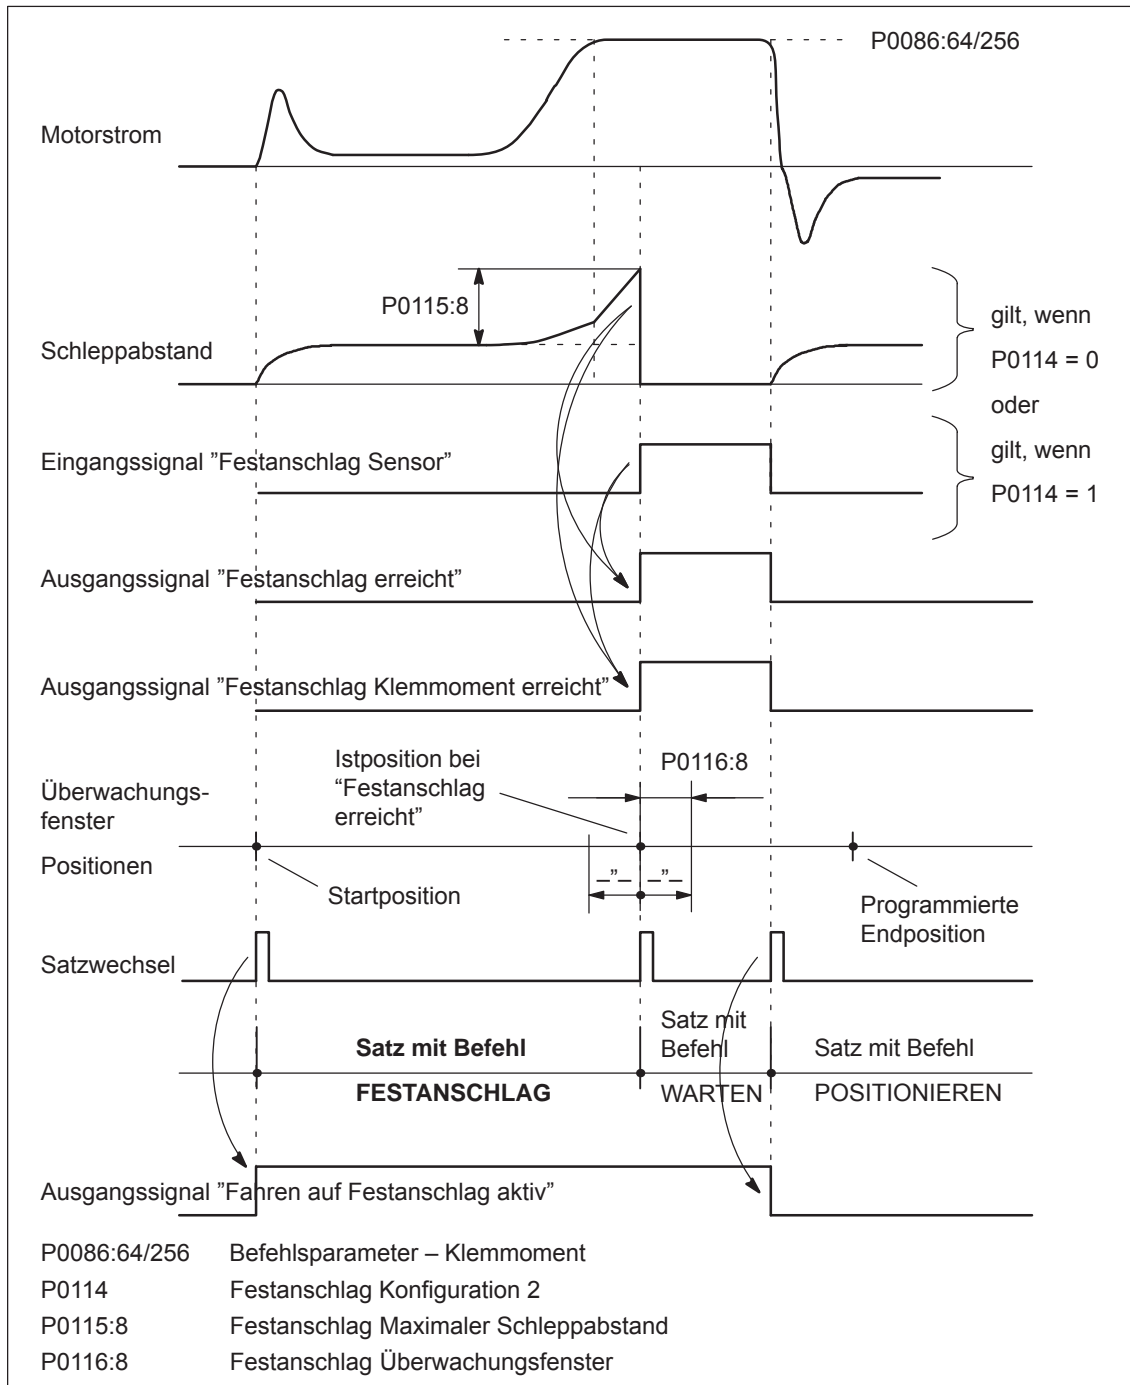 P0086:64/256
Motorstrom
P0115:8
Schleppabstand
gilt, wenn
P0114 = 0
oder
gilt, wenn
P0114 = 1
Eingangssignal ”Festanschlag Sensor”
Ausgangssignal ”Festanschlag erreicht”
Ausgangssignal ”Festanschlag Klemmoment erreicht”
Istposition bei
“Festanschlag
erreicht”
P0116:8
Überwachungs-
fenster
Positionen
Startposition
_”_ _”_
Programmierte
Endposition
Satzwechsel
Satz mit Befehl
FESTANSCHLAG
Satz mit
Befehl
WARTEN
Satz mit Befehl
POSITIONIEREN
Ausgangssignal ”Fahren auf Festanschlag aktiv”
P0086:64/256 Befehlsparameter – Klemmoment
P0114 Festanschlag Konfiguration 2
P0115:8 Festanschlag Maximaler Schleppabstand
P0116:8 Festanschlag Überwachungsfenster